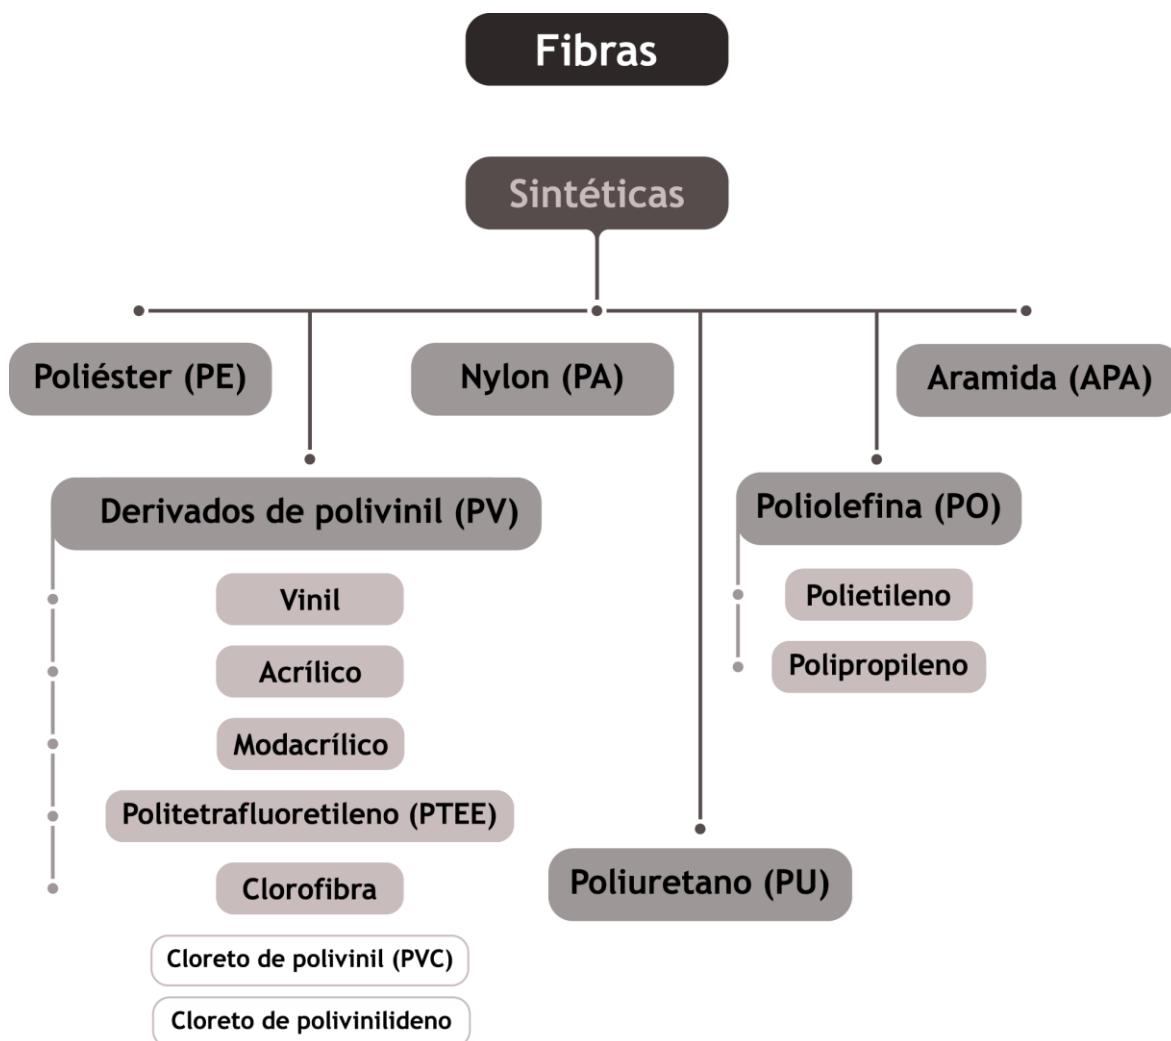 Fibras
Sintéticas
Poliéster (PE)
Nylon (PA)
Aramida (APA)
Derivados de polivinil (PV)
Vinil
Acrílico
Modacrílico
Politetrafluoretileno (PTEE)
Clorofibra
Cloreto de polivinil (PVC)
Cloreto de polivinilideno
Poliolefina (PO)
Polietileno
Polipropileno
Poliuretano (PU)